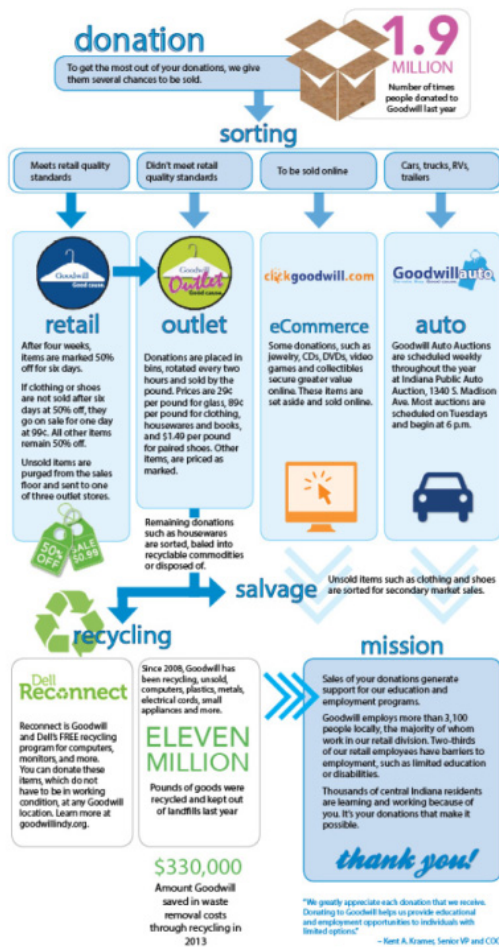 donation
To get the most out of your donations, we give
them several chances to be sold.
1.9
MILLION
Number of times
people donated to
Goodwill last year
sorting
Meets retail quality
standards
Didn't meet retail
quality standards
To be sold online
Cars, trucks, RVs,
trailers
Goodwill
Good cause.
retail
After four weeks,
items are marked 50%
off for six days.
If clothing or shoes
are not sold after six
days at 50% off, they
go on sale for one day
at 99¢. All other items
remain 50% off.
Unsold items are
purged from the sales
floor and sent to one
of three outlet stores.
50%
OFF
SALE
$0.99
Goodwill
Outlet
Good cause.
outlet
Donations are placed in
bins, rotated every two
hours and sold by the
pound. Prices are 29¢
per pound for glass, 89¢
per pound for clothing,
housewares and books,
and $1.49 per pound
for paired shoes. Other
items, are priced as
marked.
Remaining donations
such as housewares
are sorted, baled into
recyclable commodities
or disposed of.
clickgoodwill.com
eCommerce
Some donations, such as
jewelry, CDs, DVDs, video
games and collectibles
secure greater value
online. These items are
set aside and sold online.
Goodwillauto
auto
Goodwill Auto Auctions
are scheduled weekly
throughout the year
at Indiana Public Auto
Auction, 1340 S. Madison
Ave. Most auctions are
scheduled on Tuesdays
and begin at 6 p.m.
salvage
Unsold items such as clothing and shoes
are sorted for secondary market sales.
recycling
Dell
Reconnect
Reconnect is Goodwill
and Dell's FREE recycling
program for computers,
monitors, and more.
You can donate these
items, which do not
have to be in working
condition, at any Goodwill
location. Learn more at
goodwillindy.org.
Since 2008, Goodwill has
been recycling, unsold,
computers, plastics, metals,
electrical cords, small
appliances and more.
ELEVEN
MILLION
Pounds of goods were
recycled and kept out
of landfills last year
$330,000
Amount Goodwill
saved in waste
removal costs
through recycling in
2013
mission
Sales of your donations generate
support for our education and
employment programs.
Goodwill employs more than 3,100
people locally, the majority of whom
work in our retail division. Two-thirds of
our retail employees have barriers to
employment, such as limited education
or disabilities.
Thousands of central Indiana residents
are learning and working because of
you. It's your donations that make it
possible.
thank you!
"We greatly appreciate each donation that we receive.
Donating to Goodwill helps us provide educational
and employment opportunities to individuals with
limited options."
– Kent A. Kramer, Senior VP and COO